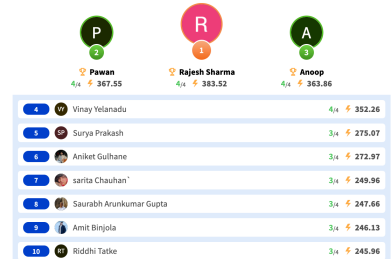 P R A
2 1 3
Pawan Rajesh Sharma Anoop
4/4 367.55 4/4 383.52 4/4 363.86
4 VY Vinay Yelanadu 4/4 352.26
5 SP Surya Prakash 3/4 275.07
6 Aniket Gulhane 3/4 272.97
7 sarita Chauhan` 3/4 249.96
8 Saurabh Arunkumar Gupta 3/4 247.66
9 Amit Binjola 3/4 246.13
10 RT Riddhi Tatke 3/4 245.96